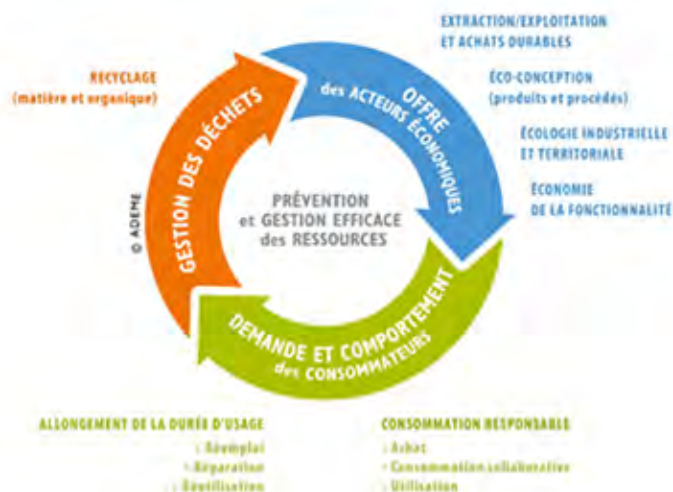 EXTRACTION/EXPLOITATION
ET ACHATS DURABLES
RECYCLAGE
(matière et organique)
ÉCO-CONCEPTION
(produits et procédés)
ÉCOLOGIE INDUSTRIELLE
ET TERRITORIALE
ÉCONOMIE
DE LA FONCTIONNALITÉ
OFFRE
des ACTEURS ÉCONOMIQUES
GESTION DES DÉCHETS
PRÉVENTION
et GESTION EFFICACE
des RESSOURCES
© ADEME
DEMANDE ET COMPORTEMENT
des CONSOMMATEURS
ALLONGEMENT DE LA DURÉE D'USAGE
Réemploi
Réparation
Réutilisation
CONSOMMATION RESPONSABLE
Achat
Consommation collaborative
Utilisation